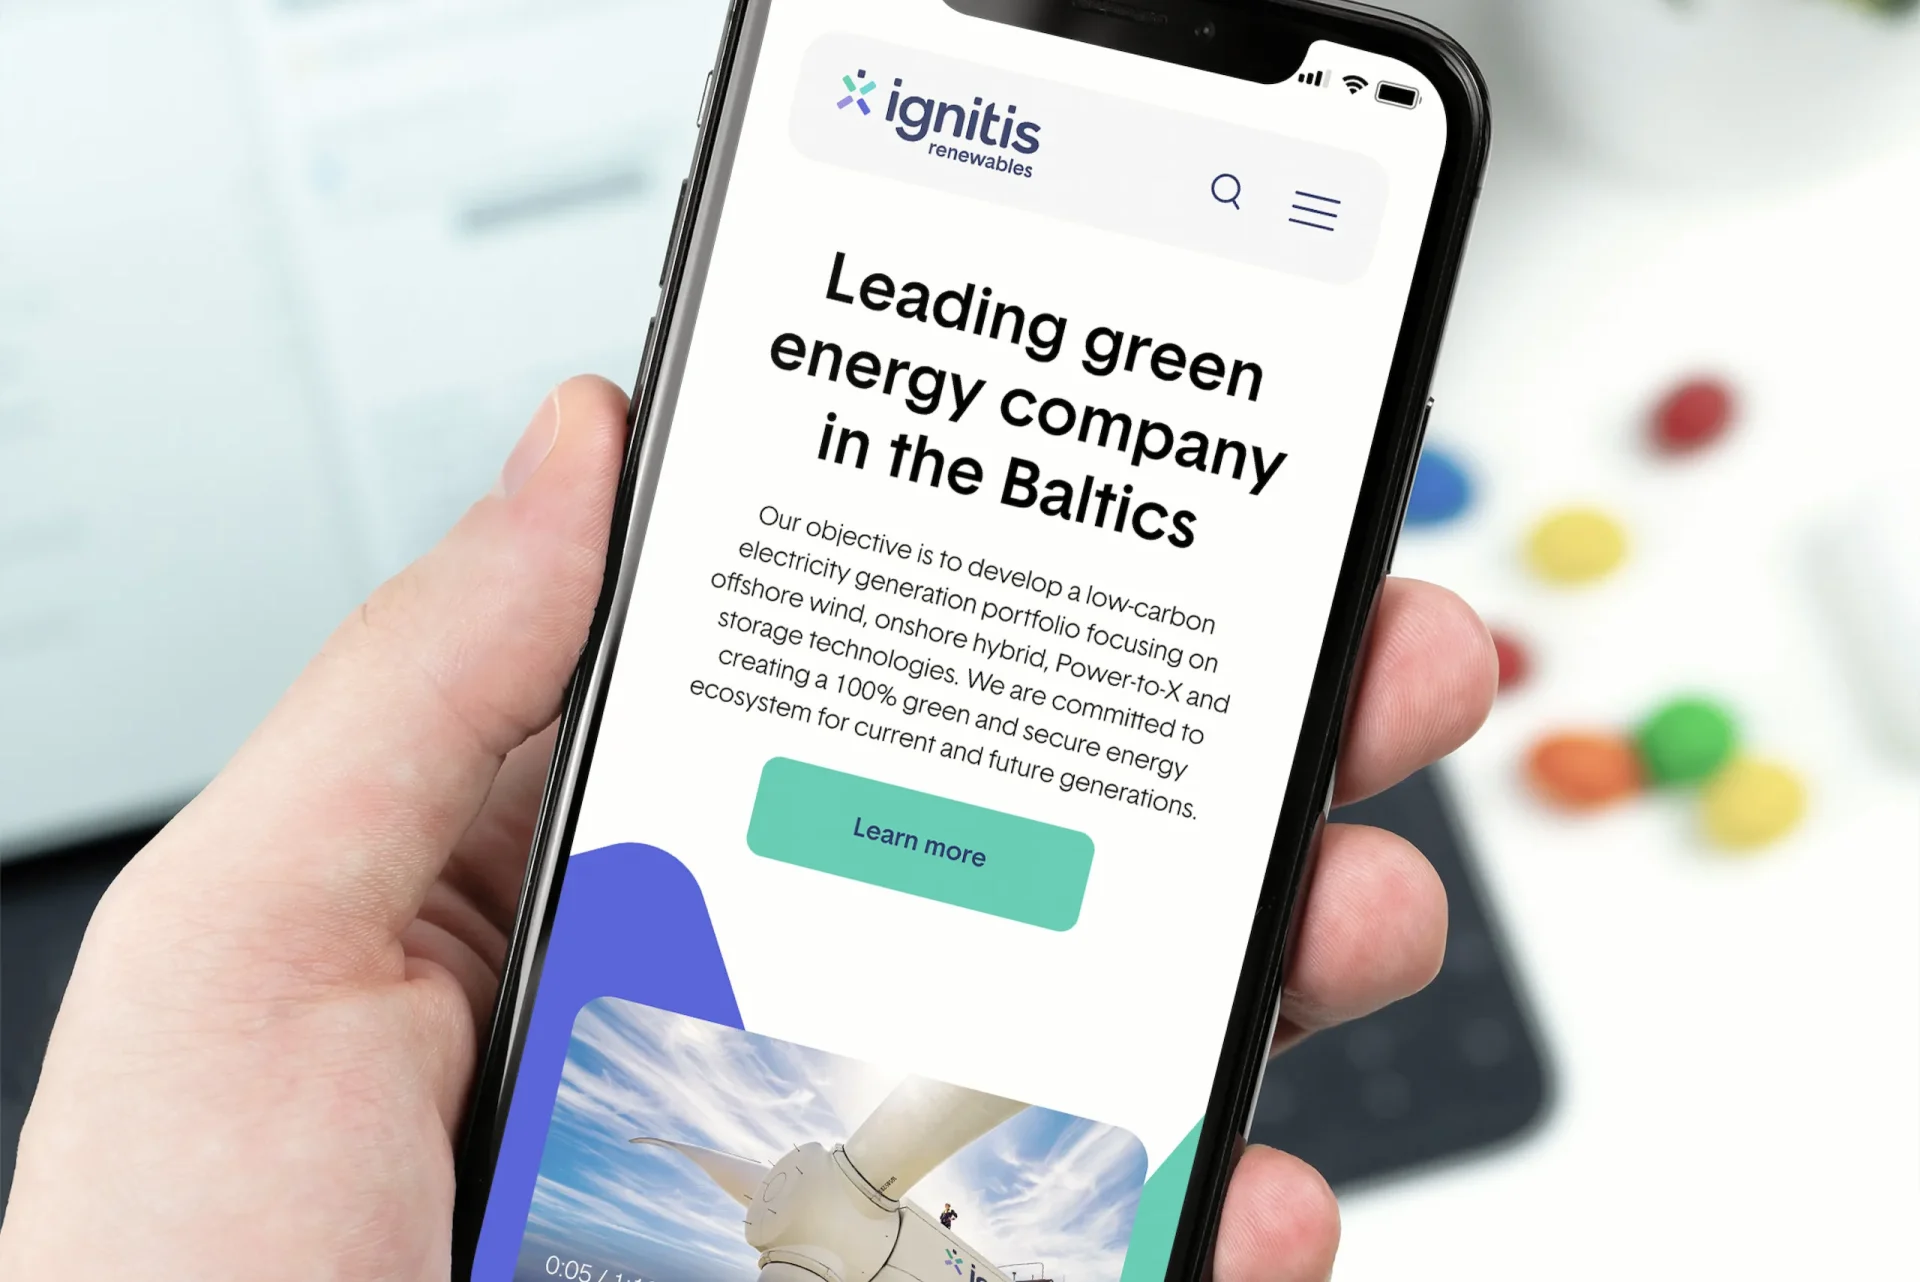 ignitis
renewables
Leading green
energy company
in the Baltics
Our objective is to develop a low-carbon
electricity generation portfolio focusing on
offshore wind, onshore hybrid, Power-to-X and
storage technologies. We are committed to
creating a 100% green and secure energy
ecosystem for current and future generations.
Learn more
0:05 /